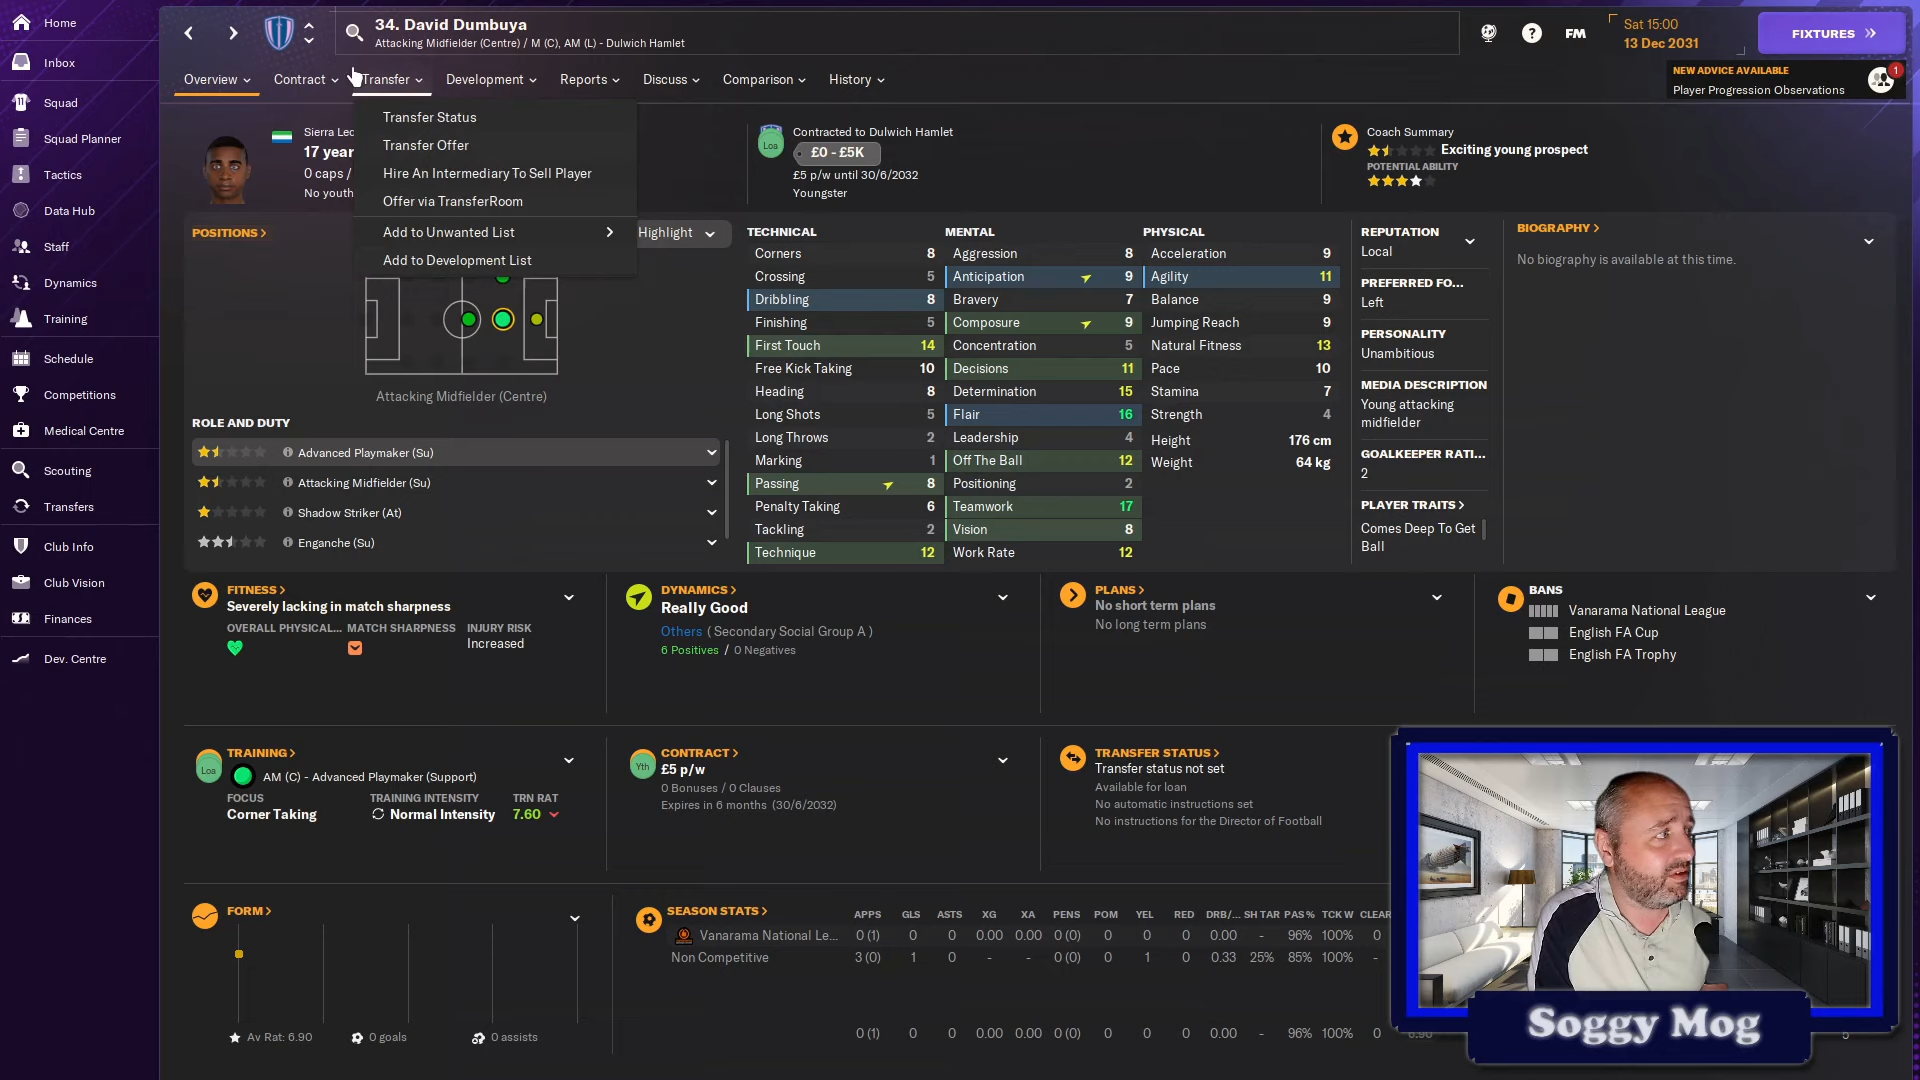 Home
Inbox
Squad
Squad Planner
Tactics
Data Hub
Staff
Dynamics
Training
Schedule
Competitions
Medical Centre
Scouting
Transfers
Club Info
Club Vision
Finances
Dev. Centre
34. David Dumbuya
Attacking Midfielder (Centre) / M (C), AM (L) - Dulwich Hamlet
FM
Sat 15:00
13 Dec 2031
FIXTURES
Overview
Contract
Transfer
Development
Reports
Discuss
Comparison
History
NEW ADVICE AVAILABLE
Player Progression Observations
1
Transfer Status
Transfer Offer
Hire An Intermediary To Sell Player
Offer via TransferRoom
Add to Unwanted List
Add to Development List
Sierra Lec
17 year
0 caps /
No youth
Loa
Contracted to Dulwich Hamlet
£0 - £5K
£5 p/w until 30/6/2032
Youngster
Coach Summary
Exciting young prospect
POTENTIAL ABILITY
POSITIONS
Highlight
Attacking Midfielder (Centre)
ROLE AND DUTY
Advanced Playmaker (Su)
Attacking Midfielder (Su)
Shadow Striker (At)
Enganche (Su)
TECHNICAL
Corners 8
Crossing 5
Dribbling 8
Finishing 5
First Touch 14
Free Kick Taking 10
Heading 8
Long Shots 5
Long Throws 2
Marking 1
Passing 8
Penalty Taking 6
Tackling 2
Technique 12
MENTAL
Aggression 8
Anticipation 9
Bravery 7
Composure 9
Concentration 5
Decisions 11
Determination 15
Flair 16
Leadership 4
Off The Ball 12
Positioning 2
Teamwork 17
Vision 8
Work Rate 12
PHYSICAL
Acceleration 9
Agility 11
Balance 9
Jumping Reach 9
Natural Fitness 13
Pace 10
Stamina 7
Strength 4
Height 176 cm
Weight 64 kg
REPUTATION
Local
PREFERRED FO...
Left
PERSONALITY
Unambitious
MEDIA DESCRIPTION
Young attacking
midfielder
GOALKEEPER RATI...
2
PLAYER TRAITS
Comes Deep To Get
Ball
BIOGRAPHY
No biography is available at this time.
FITNESS
Severely lacking in match sharpness
OVERALL PHYSICAL... MATCH SHARPNESS INJURY RISK
Increased
DYNAMICS
Really Good
Others ( Secondary Social Group A )
6 Positives / 0 Negatives
PLANS
No short term plans
No long term plans
BANS
Vanarama National League
English FA Cup
English FA Trophy
Loa
TRAINING
AM (C) - Advanced Playmaker (Support)
FOCUS TRAINING INTENSITY TRN RAT
Corner Taking Normal Intensity 7.60
Yth
CONTRACT
£5 p/w
0 Bonuses / 0 Clauses
Expires in 6 months (30/6/2032)
TRANSFER STATUS
Transfer status not set
Available for loan
No automatic instructions set
No instructions for the Director of Football
FORM
Av Rat: 6.90 0 goals 0 assists
SEASON STATS APPS GLS ASTS XG XA PENS POM YEL RED DRB/... SH TAR PAS% TCK W CLEAR
Vanarama National Le... 0 (1) 0 0 0.00 0.00 0 (0) 0 0 0 0.00 - 96% 100% 0
Non Competitive 3 (0) 1 0 - - 0 (0) 0 1 0 0.33 25% 85% 100% -
0 (1) 0 0 0.00 0.00 0 (0) 0 0 0 0.00 - 96% 100% 0
Soggy Mog